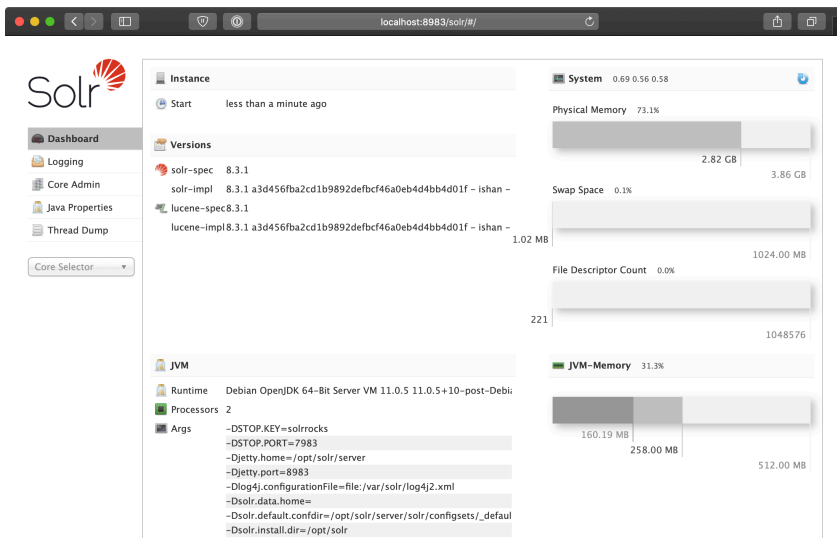 localhost:8983/solr/#/
Solr
Dashboard
Logging
Core Admin
Java Properties
Thread Dump
Core Selector
Instance
Start less than a minute ago
Versions
solr-spec 8.3.1
solr-impl 8.3.1 a3d456fba2cd1b9892defbcf46a0eb4d4bb4d01f – ishan –
lucene-spec 8.3.1
lucene-impl 8.3.1 a3d456fba2cd1b9892defbcf46a0eb4d4bb4d01f – ishan –
System 0.69 0.56 0.58
Physical Memory 73.1%
2.82 GB
3.86 GB
Swap Space 0.1%
1.02 MB
1024.00 MB
File Descriptor Count 0.0%
221
1048576
JVM
Runtime Debian OpenJDK 64-Bit Server VM 11.0.5 11.0.5+10-post-Debi
Processors 2
Args -DSTOP.KEY=solrrocks
-DSTOP.PORT=7983
-Djetty.home=/opt/solr/server
-Djetty.port=8983
-Dlog4j.configurationFile=file:/var/solr/log4j2.xml
-Dsolr.data.home=
-Dsolr.default.confdir=/opt/solr/server/solr/configsets/_defaul
-Dsolr.install.dir=/opt/solr
JVM-Memory 31.3%
160.19 MB
258.00 MB
512.00 MB